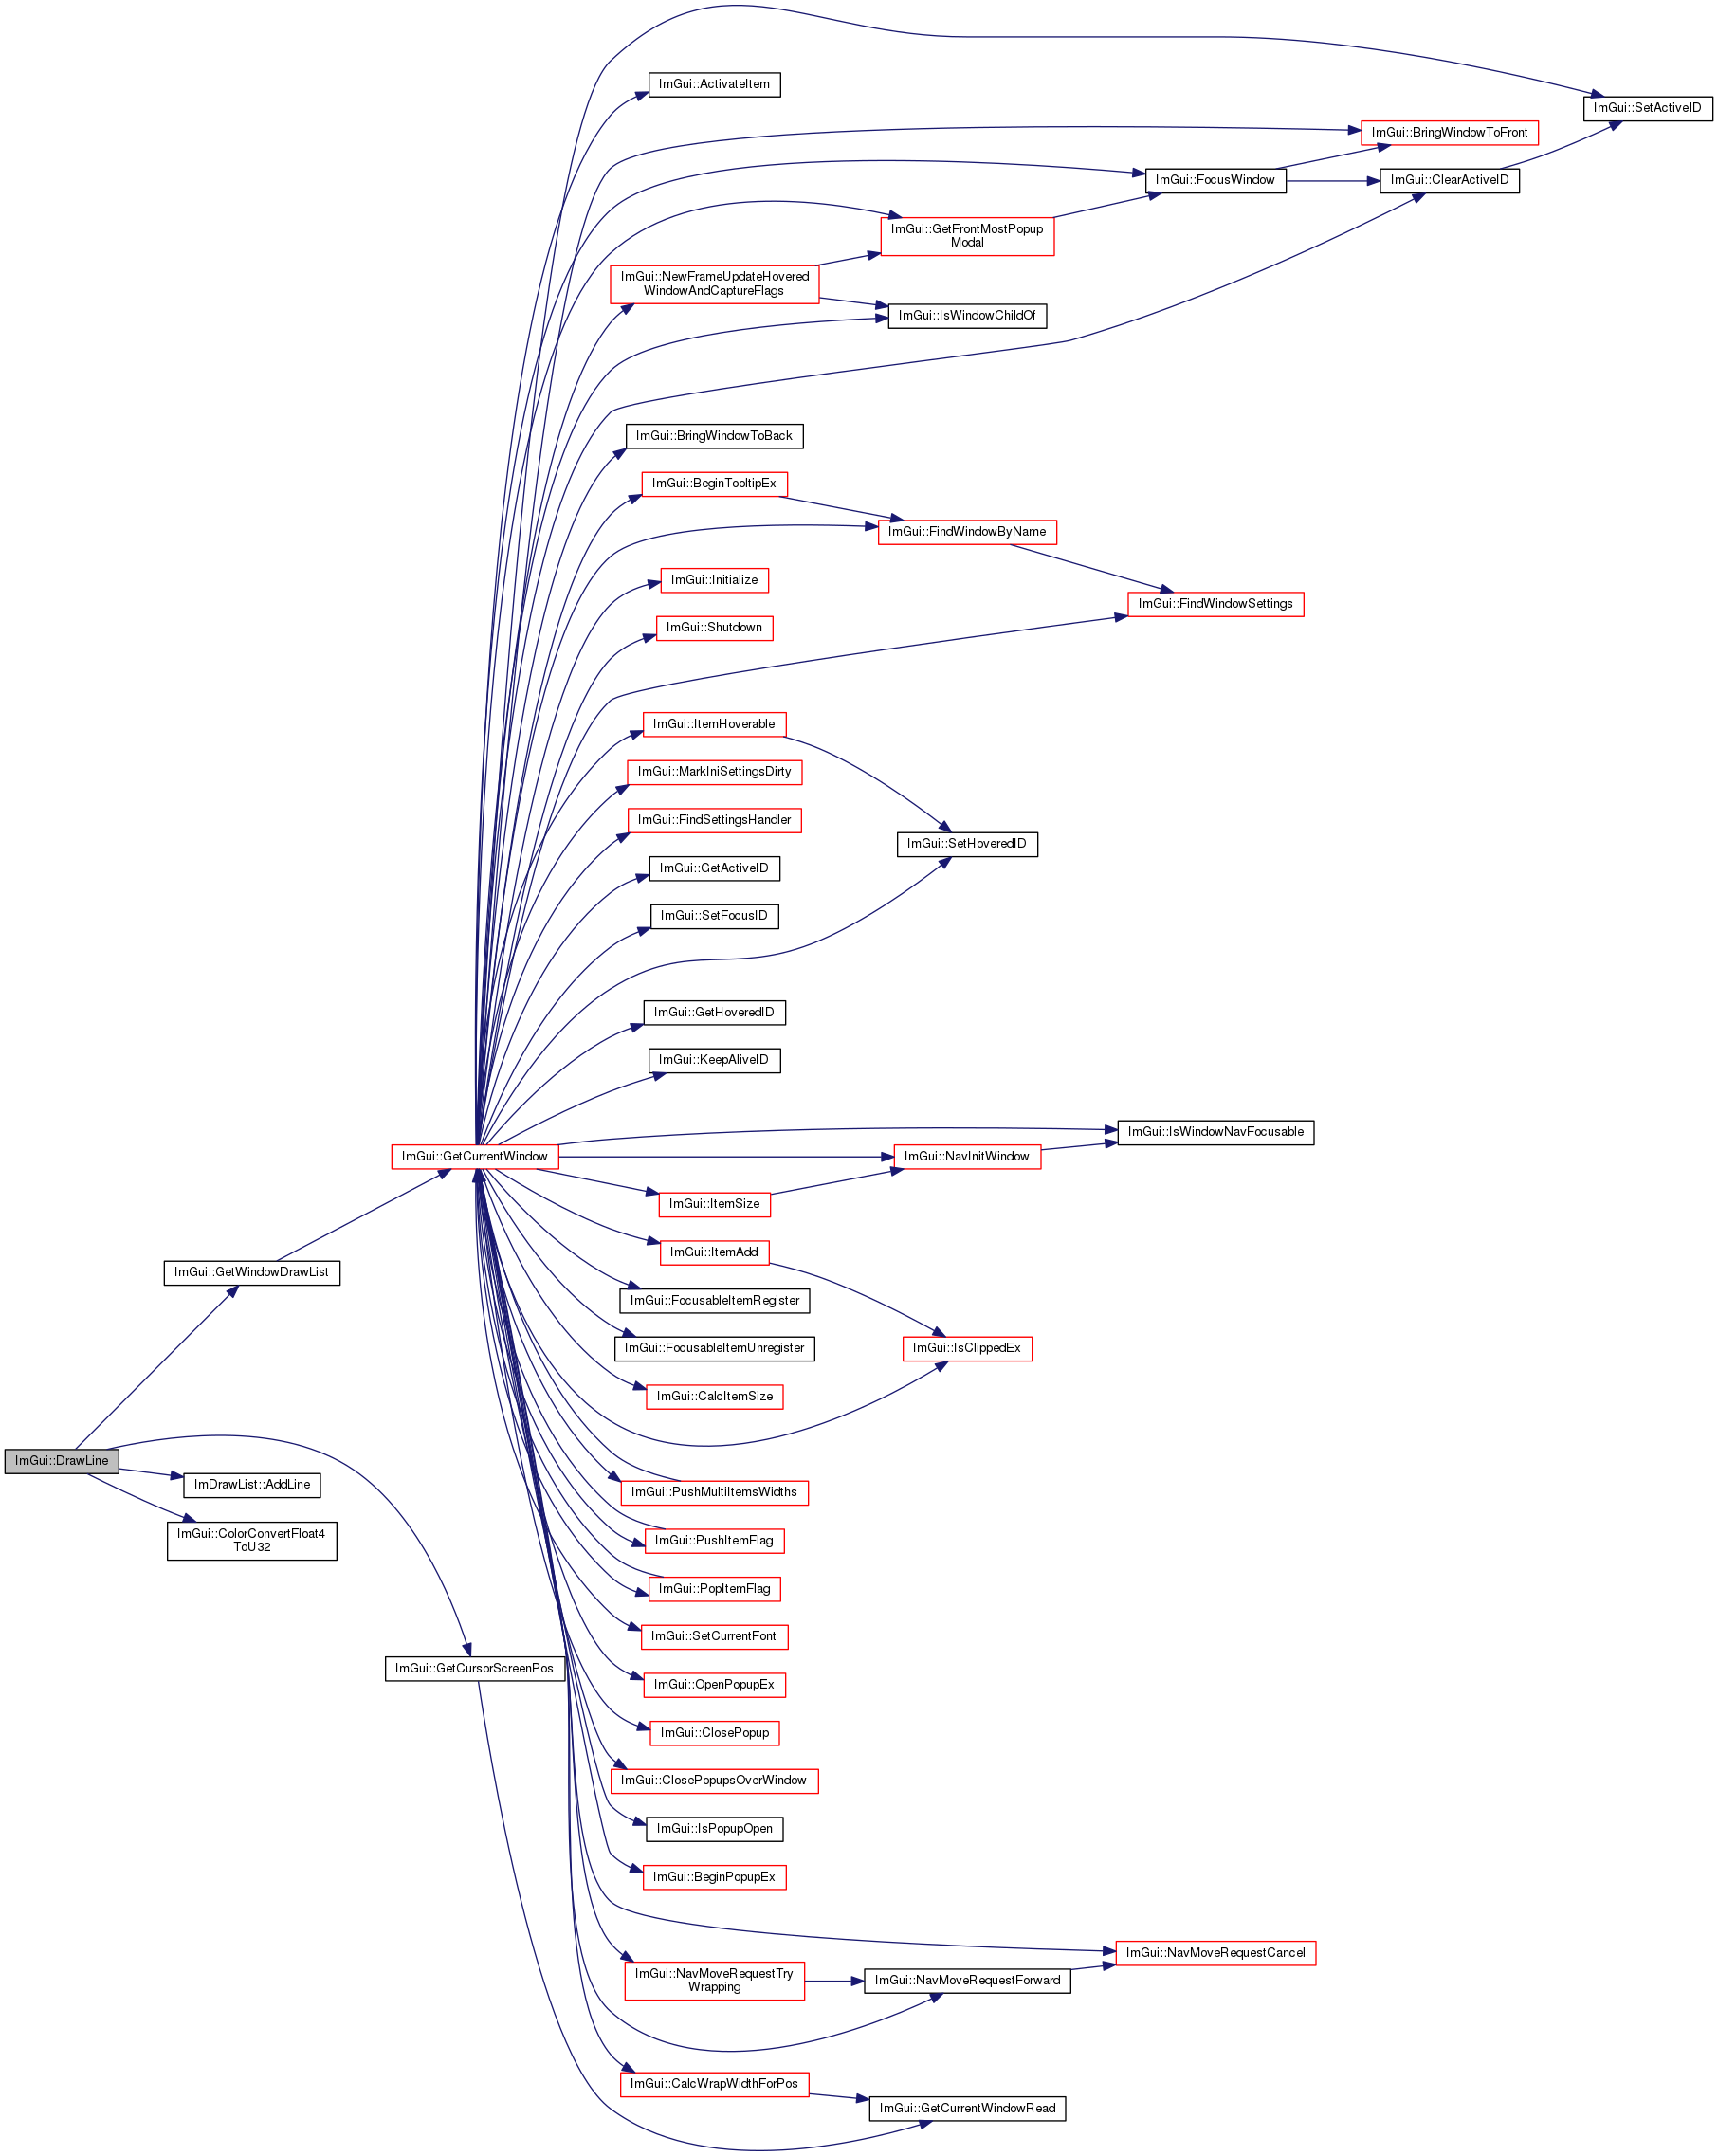 ImGui::ActivateItem
ImGui::SetActiveID
ImGui::BringWindowToFront
ImGui::FocusWindow
ImGui::ClearActiveID
ImGui::GetFrontMostPopup
Modal
ImGui::NewFrameUpdateHovered
WindowAndCaptureFlags
ImGui::IsWindowChildOf
ImGui::BringWindowToBack
ImGui::BeginTooltipEx
ImGui::FindWindowByName
ImGui::Initialize
ImGui::FindWindowSettings
ImGui::Shutdown
ImGui::ItemHoverable
ImGui::MarkIniSettingsDirty
ImGui::FindSettingsHandler
ImGui::SetHoveredID
ImGui::GetActiveID
ImGui::SetFocusID
ImGui::GetHoveredID
ImGui::KeepAliveID
ImGui::IsWindowNavFocusable
ImGui::GetCurrentWindow
ImGui::NavInitWindow
ImGui::ItemSize
ImGui::ItemAdd
ImGui::GetWindowDrawList
ImGui::FocusableItemRegister
ImGui::FocusableItemUnregister
ImGui::IsClippedEx
ImGui::CalcItemSize
ImGui::DrawLine
ImDrawList::AddLine
ImGui::PushMultiItemsWidths
ImGui::ColorConvertFloat4
ToU32
ImGui::PushItemFlag
ImGui::PopItemFlag
ImGui::SetCurrentFont
ImGui::GetCursorScreenPos
ImGui::OpenPopupEx
ImGui::ClosePopup
ImGui::ClosePopupsOverWindow
ImGui::IsPopupOpen
ImGui::BeginPopupEx
ImGui::NavMoveRequestCancel
ImGui::NavMoveRequestTry
Wrapping
ImGui::NavMoveRequestForward
ImGui::CalcWrapWidthForPos
ImGui::GetCurrentWindowRead